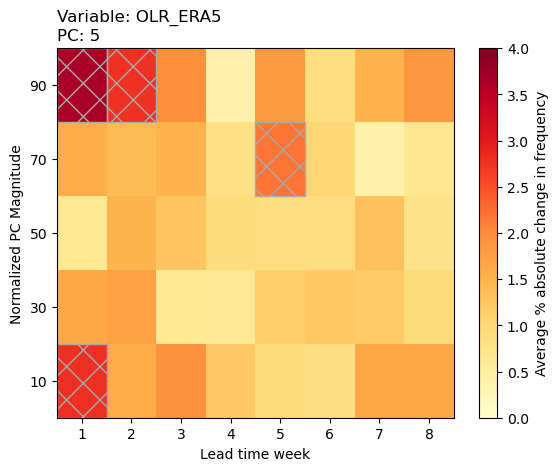 Variable: OLR_ERA5
PC: 5
Normalized PC Magnitude
90
70
50
30
10
1 2 3 4 5 6 7 8
Lead time week
4.0
3.5
3.0
2.5
2.0
1.5
1.0
0.5
0.0
Average % absolute change in frequency